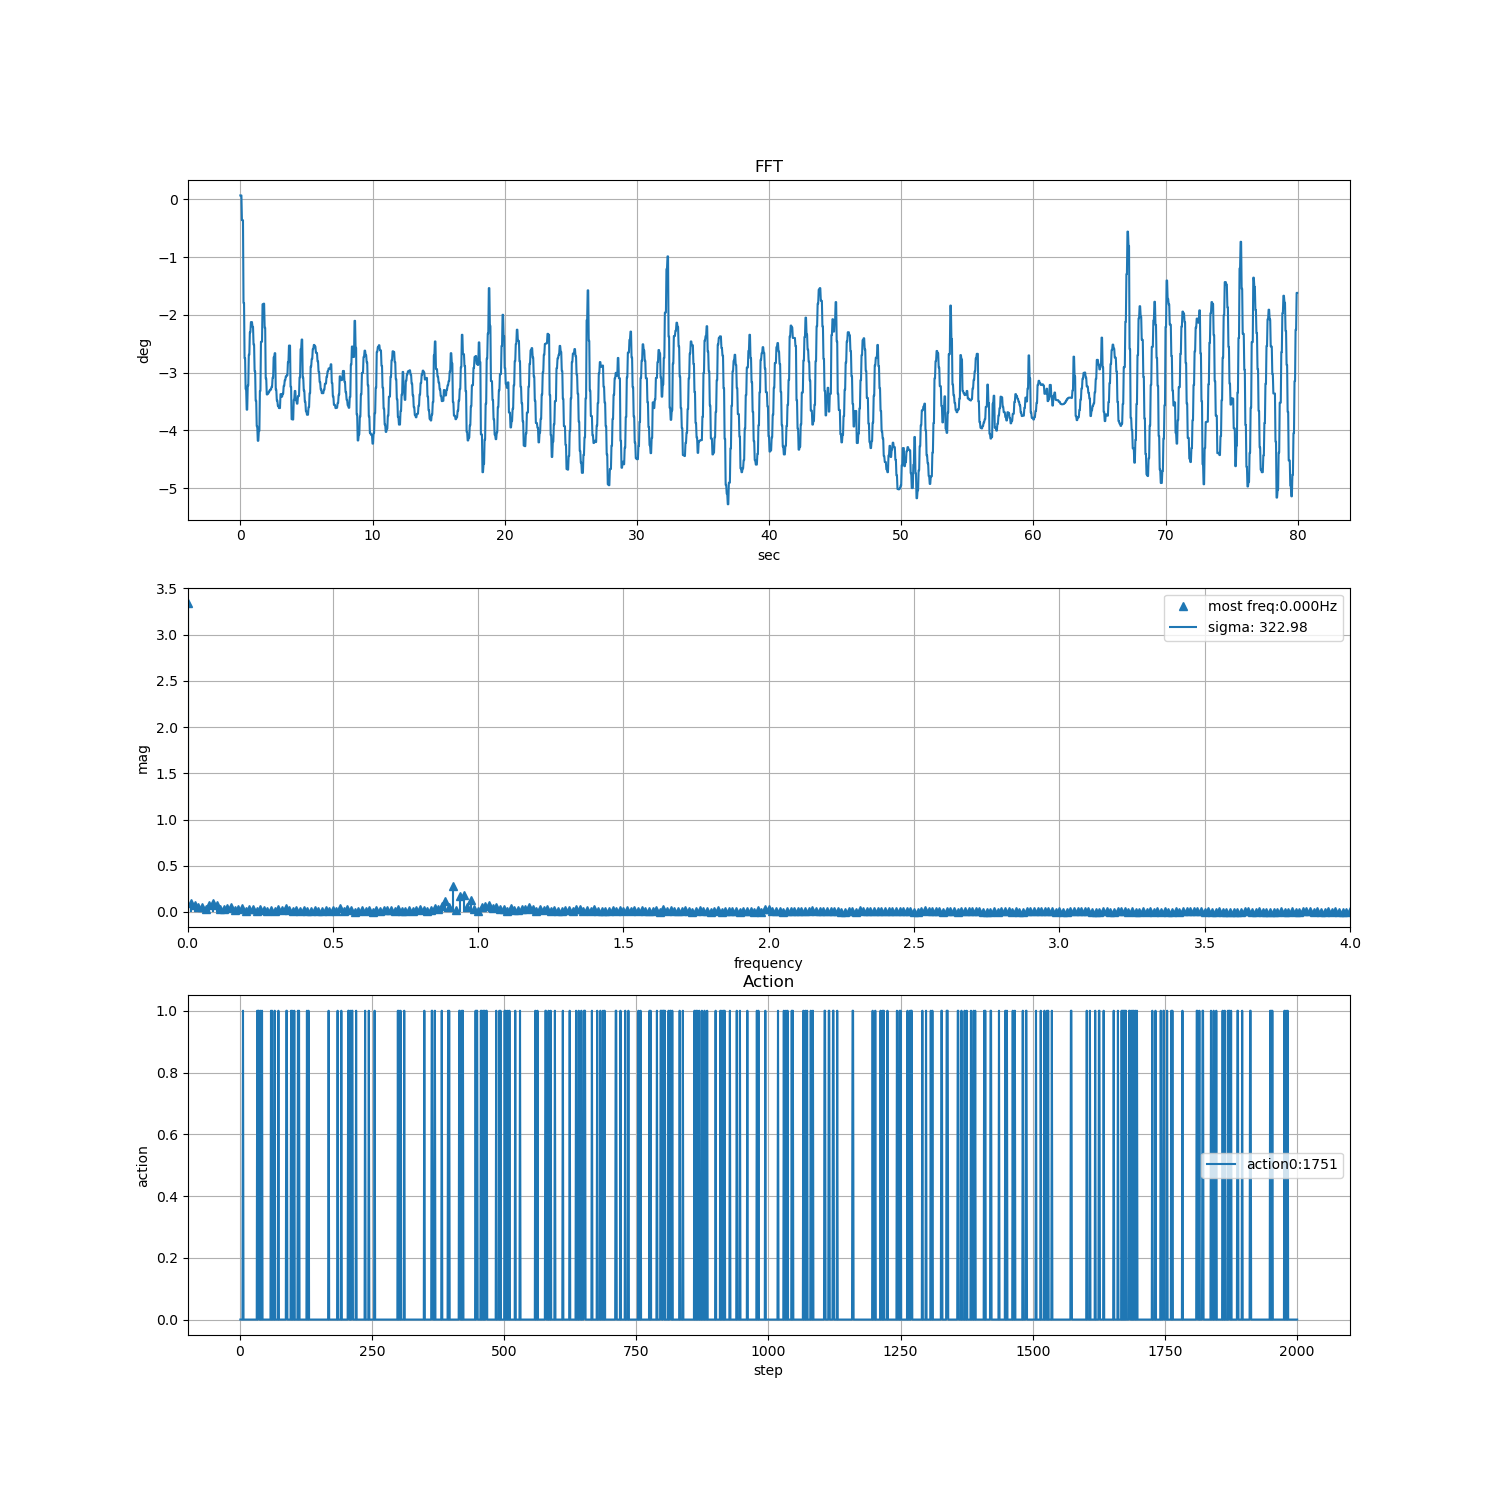 FFT
0
−1
−2
−3
−4
−5
deg
0 10 20 30 40 50 60 70 80
sec
3.5
3.0
2.5
2.0
1.5
1.0
0.5
0.0
mag
most freq:0.000Hz
sigma: 322.98
0.0 0.5 1.0 1.5 2.0 2.5 3.0 3.5 4.0
frequency
Action
1.0
0.8
0.6
0.4
0.2
0.0
action
action0:1751
0 250 500 750 1000 1250 1500 1750 2000
step